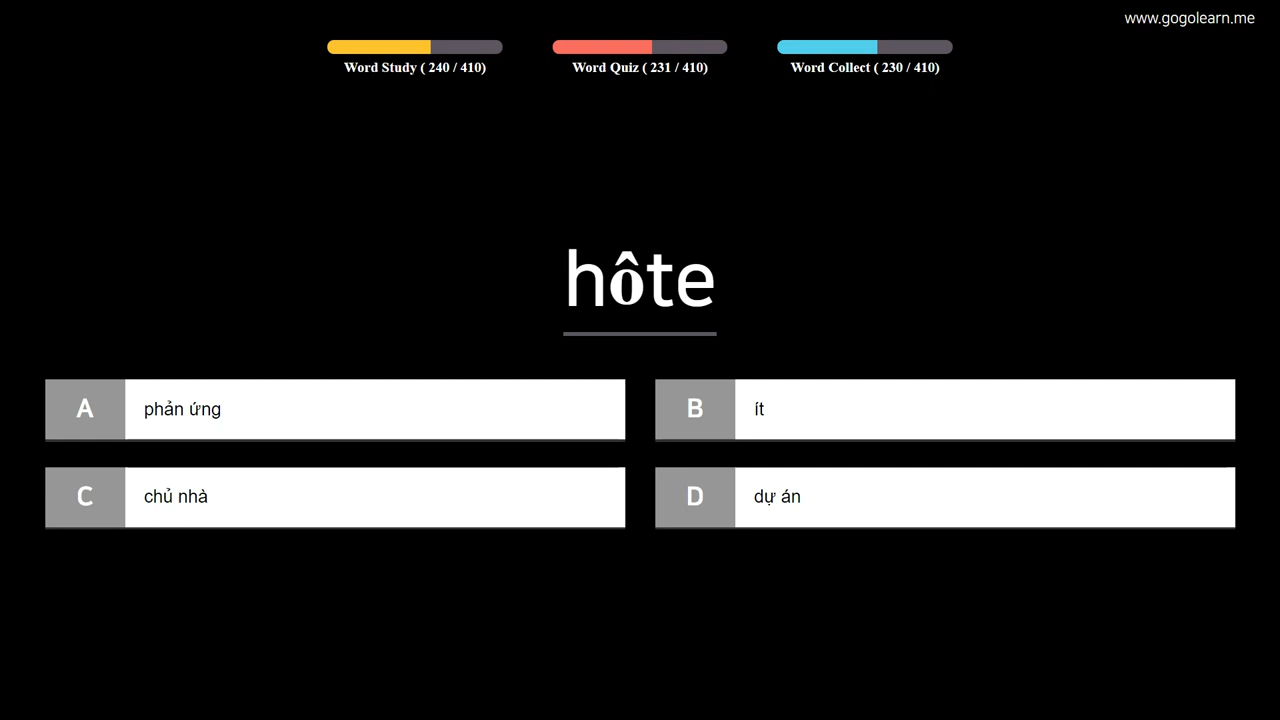 www.gogolearn.me
Word Study ( 240 / 410)
Word Quiz ( 231 / 410)
Word Collect ( 230 / 410)
hôte
A phản ứng
B ít
C chủ nhà
D dự án